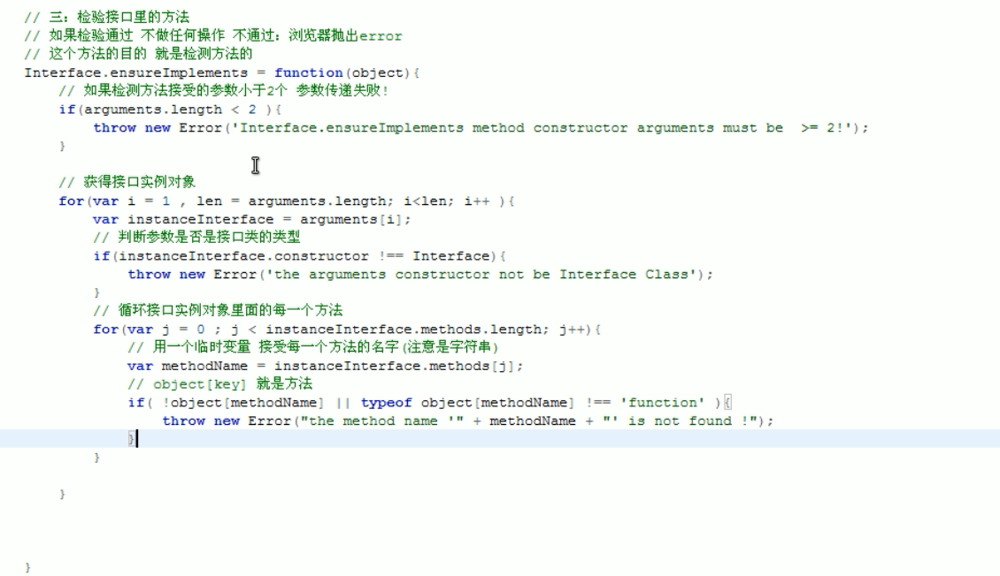 // 三：检验接口里的方法
// 如果检验通过 不做任何操作 不通过：浏览器抛出error
// 这个方法的目的 就是检测方法的
Interface.ensureImplements = function(object){
// 如果检测方法接受的参数小于2个 参数传递失败!
if(arguments.length < 2 ){
throw new Error('Interface.ensureImplements method constructor arguments must be  >= 2!');
}
// 获得接口实例对象
for(var i = 1 , len = arguments.length; i<len; i++ ){
var instanceInterface = arguments[i];
// 判断参数是否是接口类的类型
if(instanceInterface.constructor !== Interface){
throw new Error('the arguments constructor not be Interface Class');
}
// 循环接口实例对象里面的每一个方法
for(var j = 0 ; j < instanceInterface.methods.length; j++){
// 用一个临时变量 接受每一个方法的名字(注意是字符串)
var methodName = instanceInterface.methods[j];
// object[key] 就是方法
if( !object[methodName] || typeof object[methodName] !== 'function' ){
throw new Error("the method name '" + methodName + "' is not found !");
}
}
}
}